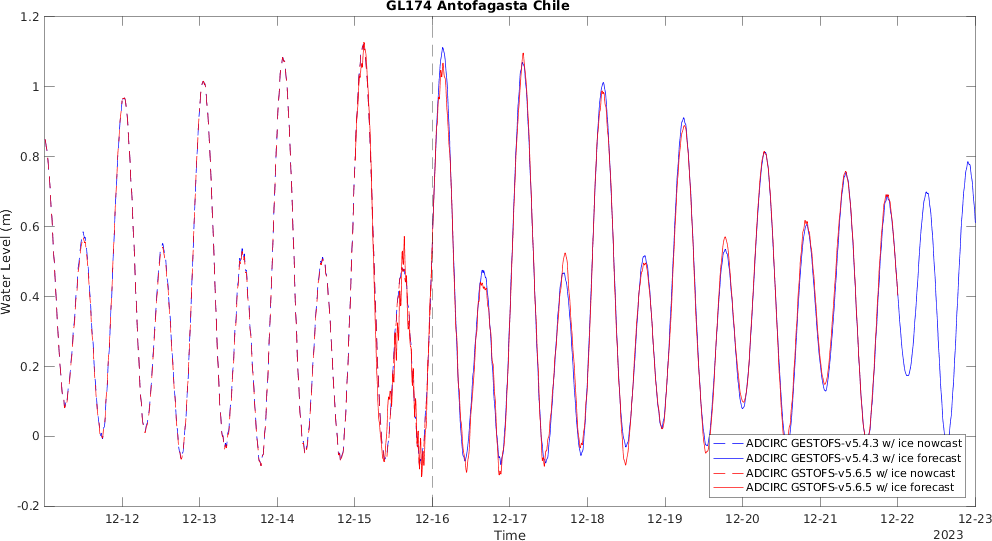 GL174 Antofagasta Chile
1.2
1
0.8
0.6
0.4
0.2
0
-0.2
Water Level (m)
12-12 12-13 12-14 12-15 12-16 12-17 12-18 12-19 12-20 12-21 12-22 12-23
Time
2023
ADCIRC GESTOFS-v5.4.3 w/ ice nowcast
ADCIRC GESTOFS-v5.4.3 w/ ice forecast
ADCIRC GSTOFS-v5.6.5 w/ ice nowcast
ADCIRC GSTOFS-v5.6.5 w/ ice forecast